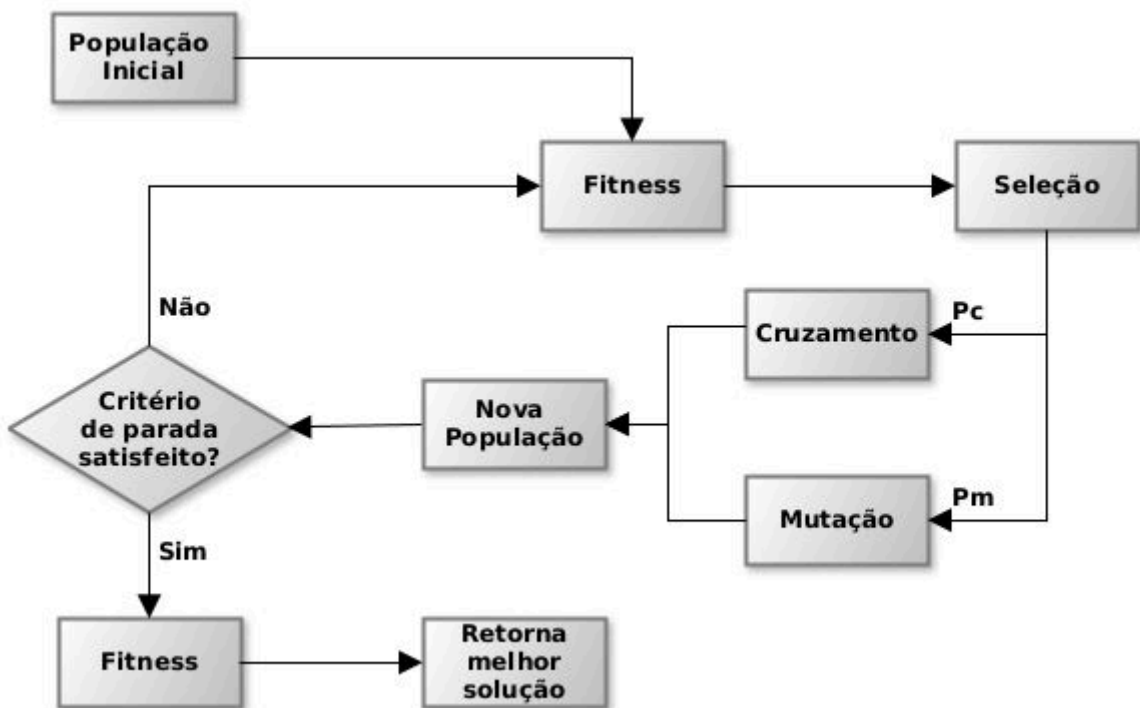 População
Inicial
Fitness
Seleção
Não
Cruzamento
Pc
Critério
de parada
satisfeito?
Nova
População
Mutação
Pm
Sim
Fitness
Retorna
melhor
solução